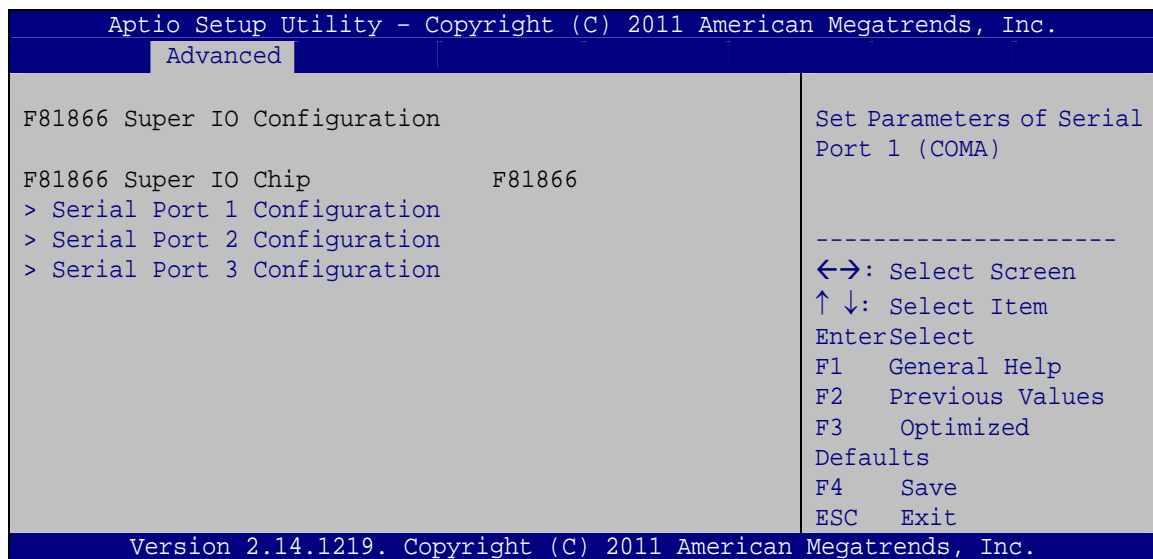 Aptio Setup Utility – Copyright (C) 2011 American Megatrends, Inc.
Advanced
F81866 Super IO Configuration
F81866 Super IO Chip F81866
> Serial Port 1 Configuration
> Serial Port 2 Configuration
> Serial Port 3 Configuration
Set Parameters of Serial
Port 1 (COMA)
---------------------
←→: Select Screen
↑ ↓: Select Item
EnterSelect
F1 General Help
F2 Previous Values
F3 Optimized
Defaults
F4 Save
ESC Exit
Version 2.14.1219. Copyright (C) 2011 American Megatrends, Inc.